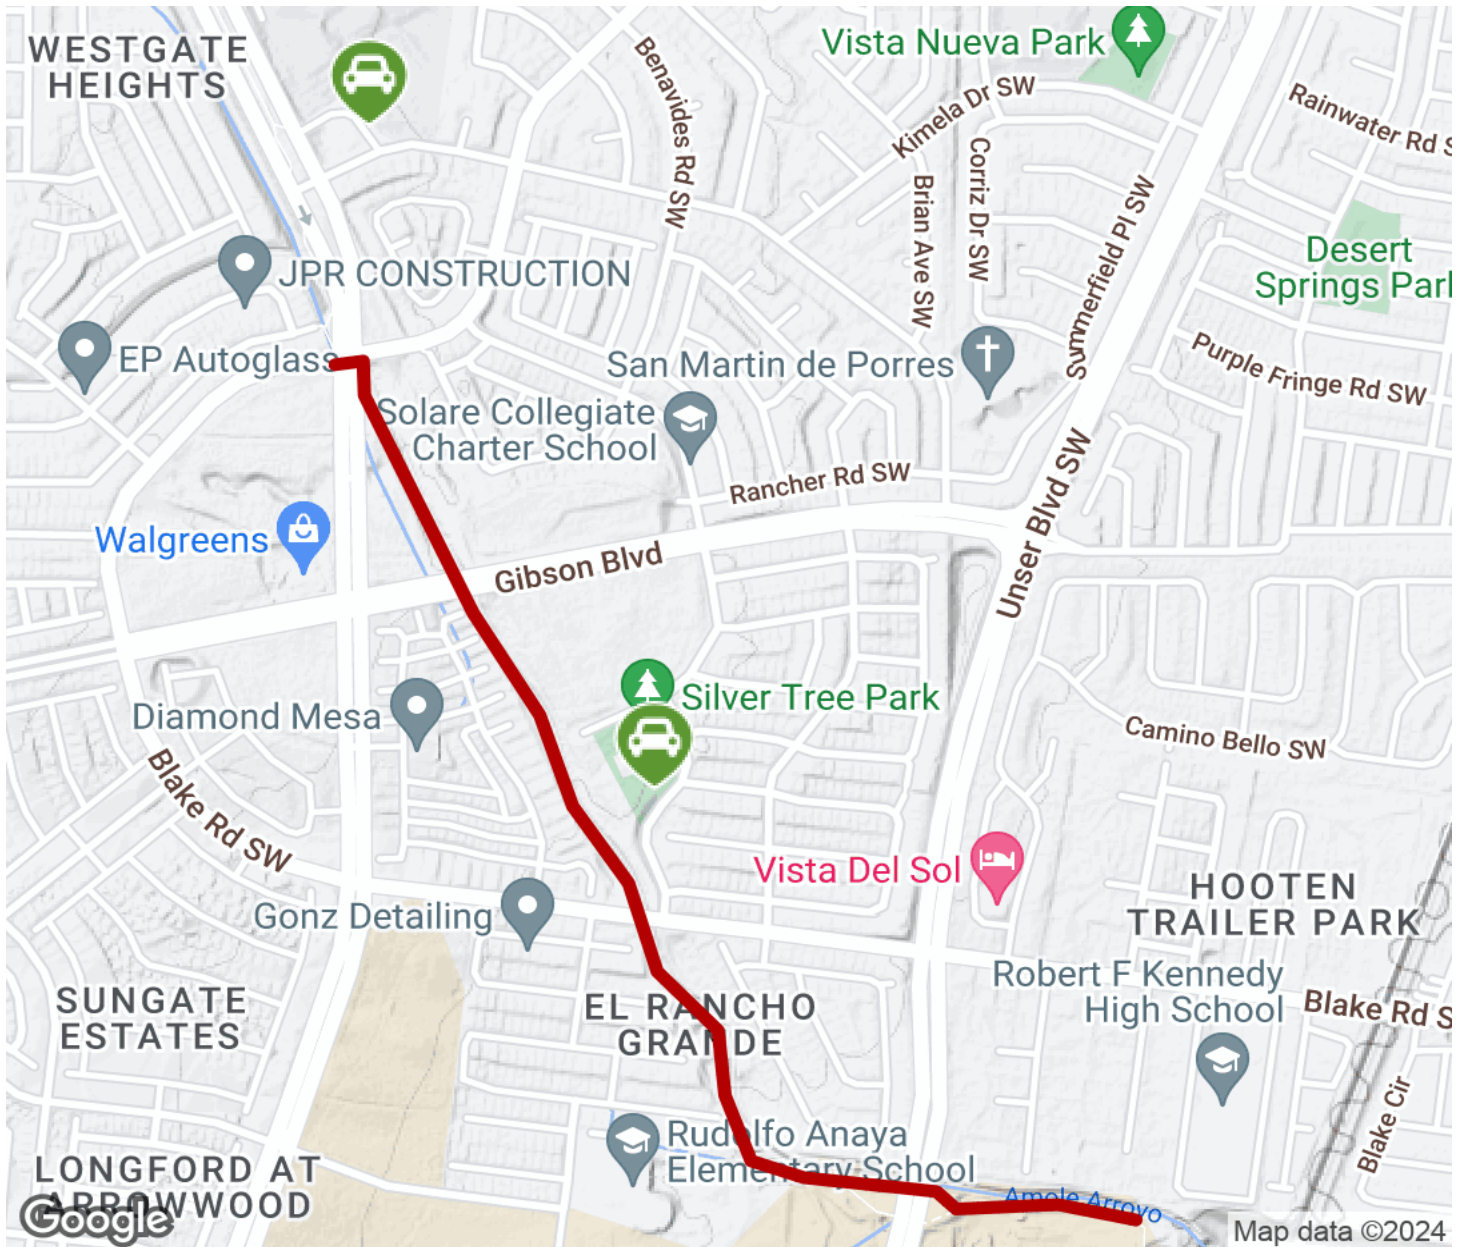 WESTGATE
HEIGHTS
Vista Nueva Park
Benavides Rd SW
Kimela Dr SW
Rainwater Rd S
Corriz Dr SW
Brian Ave SW
Summerfield Pl SW
Desert
Springs Park
JPR CONSTRUCTION
EP Autoglass
San Martin de Porres
Purple Fringe Rd SW
Solare Collegiate
Charter School
Rancher Rd SW
Walgreens
Gibson Blvd
Unser Blvd SW
Silver Tree Park
Diamond Mesa
Camino Bello SW
Blake Rd SW
Vista Del Sol
HOOTEN
TRAILER PARK
Gonz Detailing
Robert F Kennedy
High School
Blake Rd S
SUNGATE
ESTATES
EL RANCHO
GRANDE
Blake Cir
Rudolfo Anaya
Elementary School
LONGFORD AT
ARROWWOOD
Amole Arroyo
Google
Map data ©2024